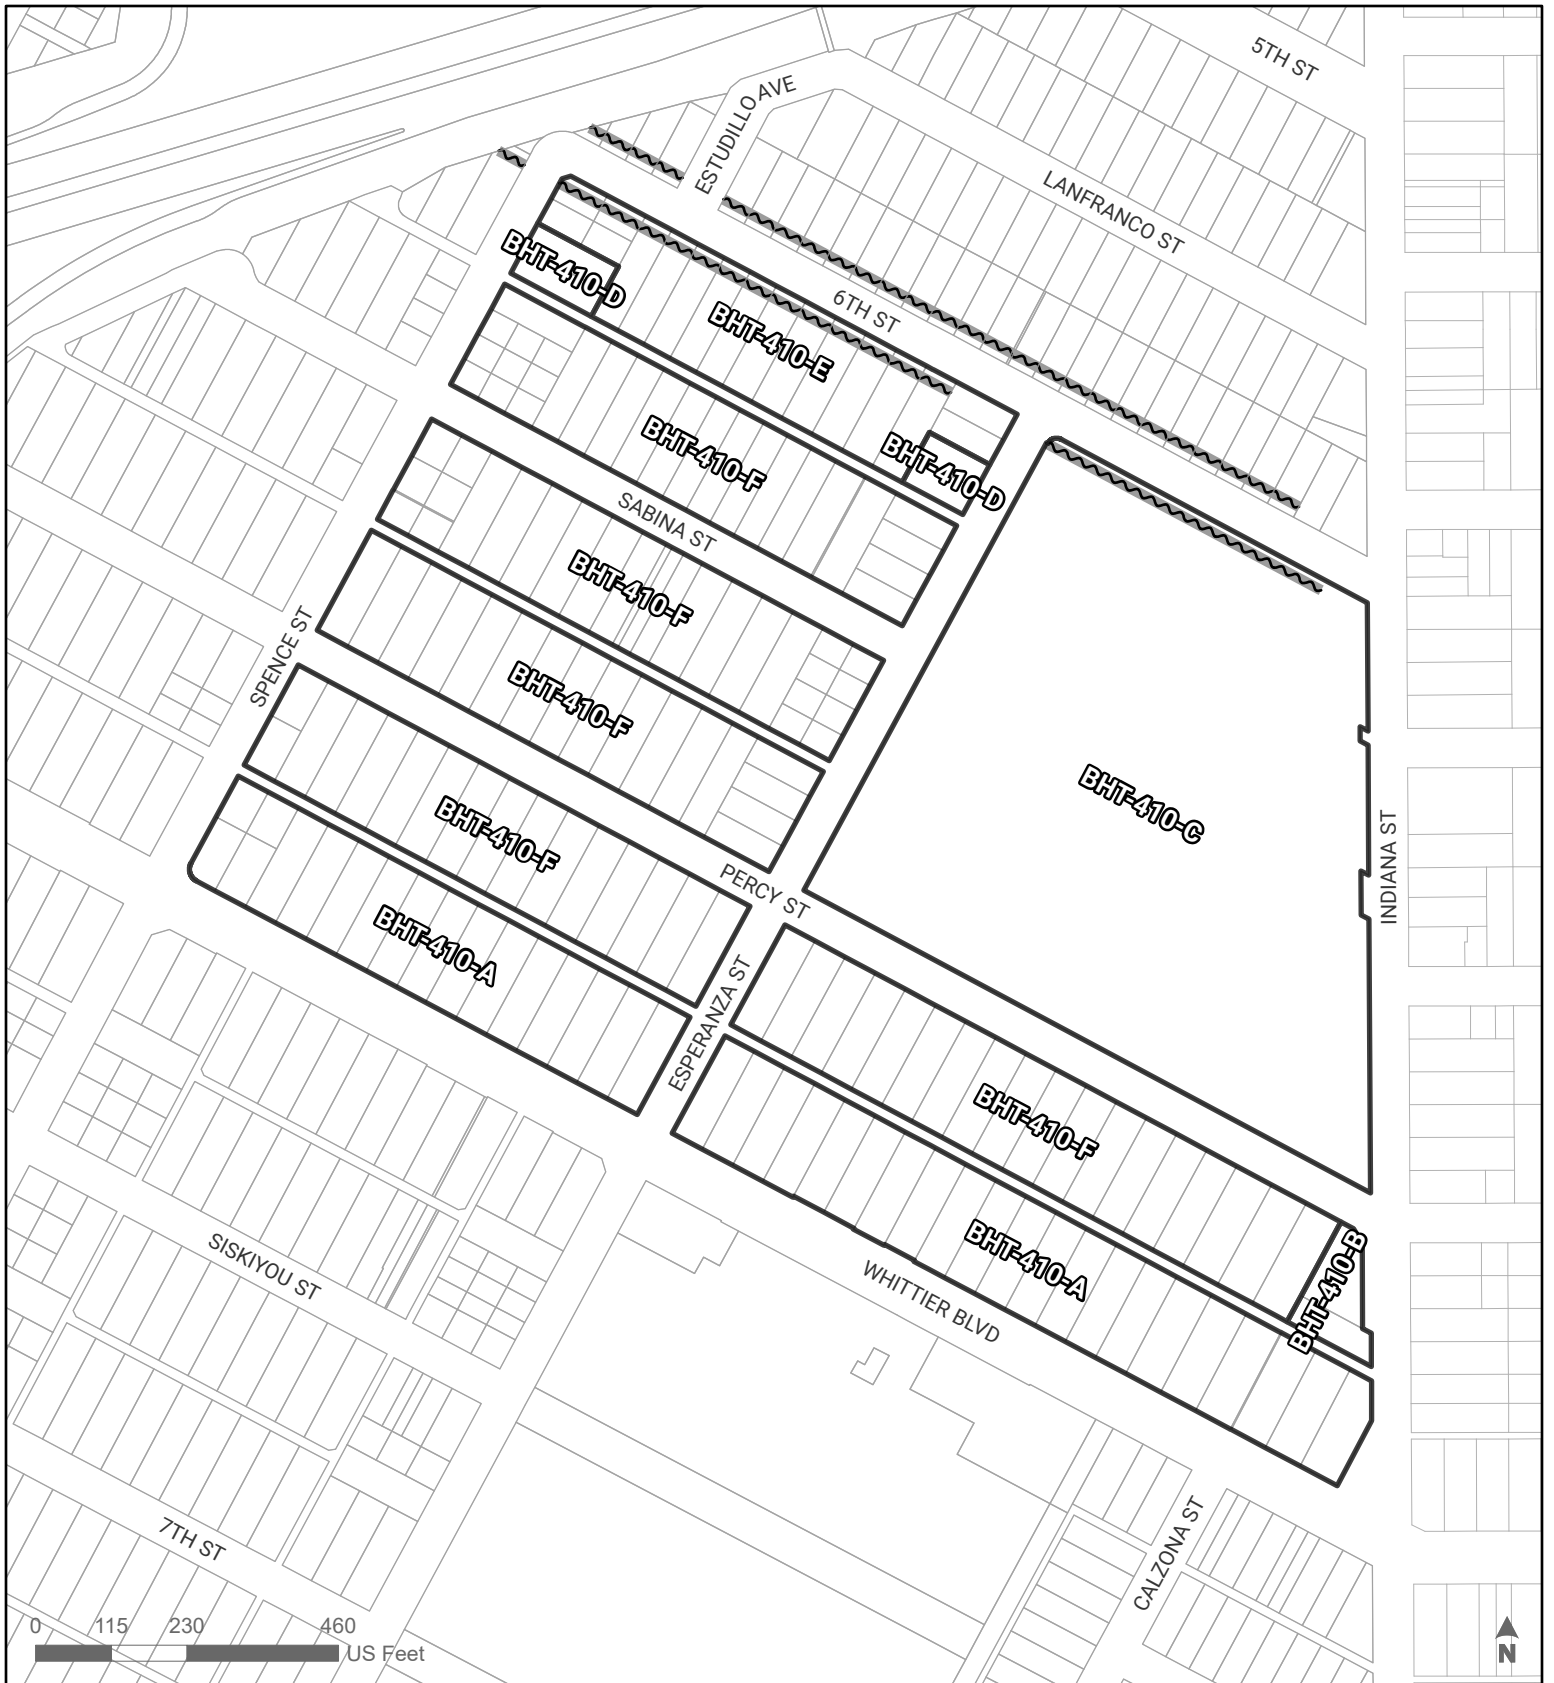 5TH ST
ESTUDILLO AVE
LANFRANCO ST
BHT-410-D
6TH ST
BHT-410-E
BHT-410-F
BHT-410-D
SABINA ST
BHT-410-F
SPENCE ST
BHT-410-F
BHT-410-C
INDIANA ST
BHT-410-F
PERCY ST
BHT-410-A
ESPERANZA ST
BHT-410-F
BHT-410-A
BHT-410-B
SISKIYOU ST
WHITTIER BLVD
7TH ST
CALZONA ST
0 115 230 460
US Feet
N